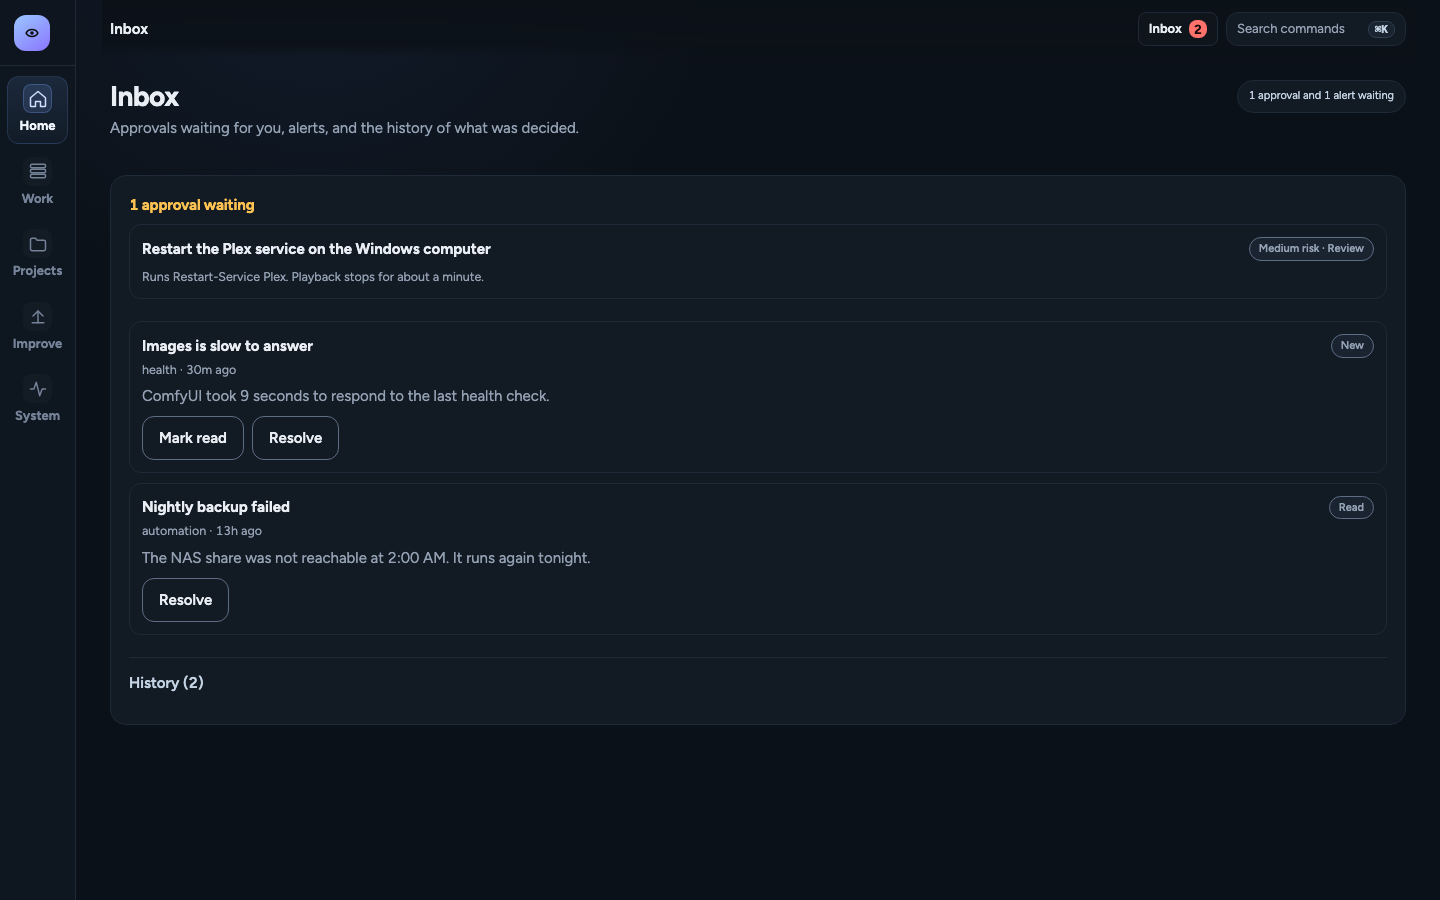 Inbox
Inbox 2
Search commands ⌘K
Home
Work
Projects
Improve
System
Inbox
Approvals waiting for you, alerts, and the history of what was decided.
1 approval and 1 alert waiting
1 approval waiting
Restart the Plex service on the Windows computer
Medium risk · Review
Runs Restart-Service Plex. Playback stops for about a minute.
Images is slow to answer
New
health · 30m ago
ComfyUI took 9 seconds to respond to the last health check.
Mark read
Resolve
Nightly backup failed
Read
automation · 13h ago
The NAS share was not reachable at 2:00 AM. It runs again tonight.
Resolve
History (2)